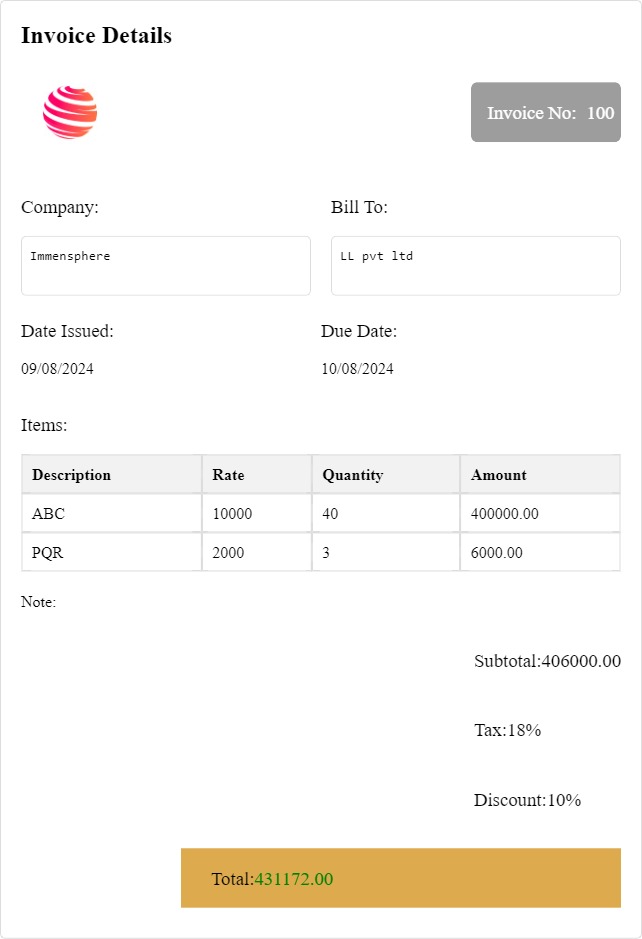 Invoice Details
Invoice No: 100
Company: Bill To:
Immensphere LL pvt ltd
Date Issued: Due Date:
09/08/2024 10/08/2024
Items:
Description Rate Quantity Amount
ABC 10000 40 400000.00
PQR 2000 3 6000.00
Note:
Subtotal:406000.00
Tax:18%
Discount:10%
Total:431172.00